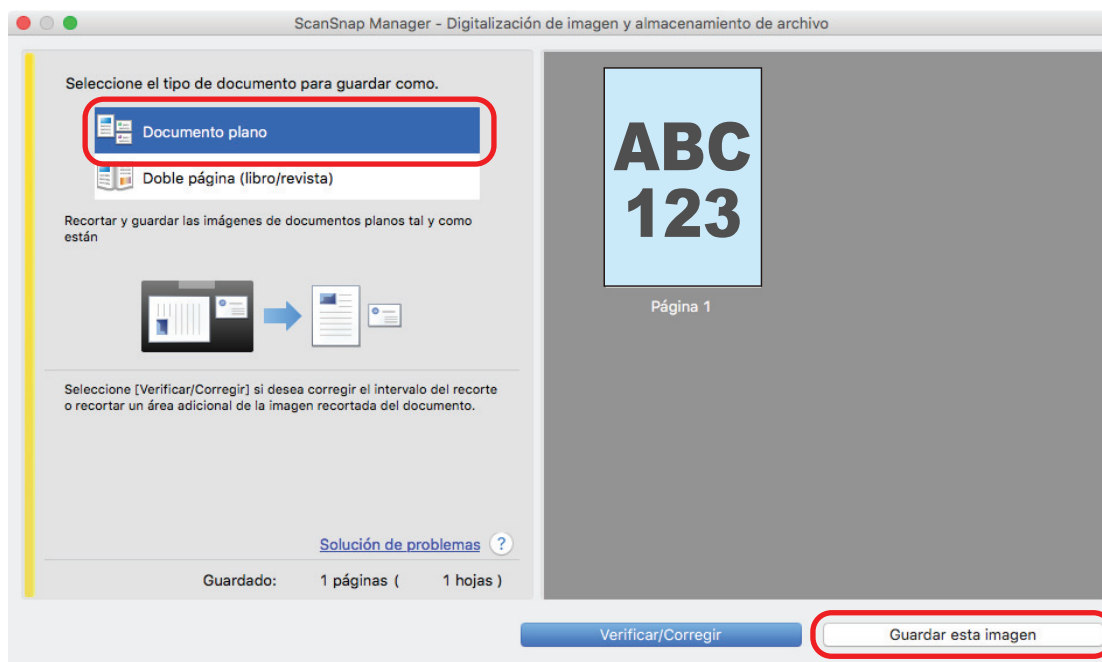 ScanSnap Manager - Digitalización de imagen y almacenamiento de archivo
Seleccione el tipo de documento para guardar como.
Documento plano
Doble página (libro/revista)
Recortar y guardar las imágenes de documentos planos tal y como
están
Seleccione [Verificar/Corregir] si desea corregir el intervalo del recorte
o recortar un área adicional de la imagen recortada del documento.
Solución de problemas ?
Guardado: 1 páginas ( 1 hojas )
ABC
123
Página 1
Verificar/Corregir
Guardar esta imagen